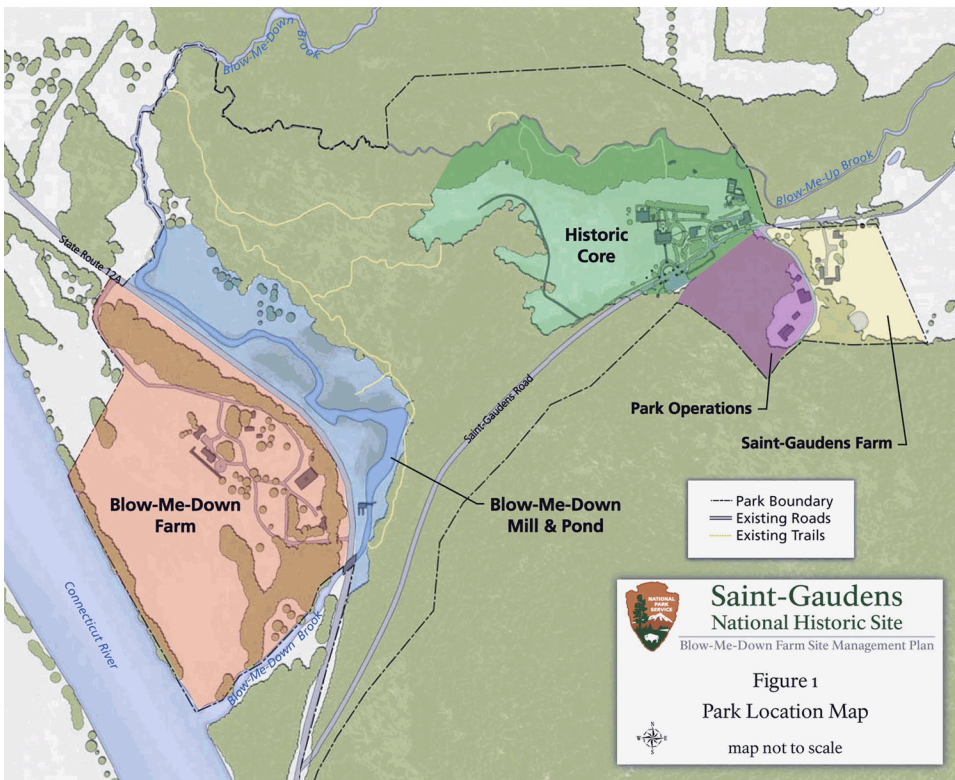 Blow-Me-Down
Brook
Blow-Me-Up Brook
State Route 12A
Historic
Core
Saint-Gaudens Road
Park Operations
Saint-Gaudens Farm
Blow-Me-Down
Farm
Blow-Me-Down
Mill & Pond
Connecticut River
Blow-Me-Down Brook
Park Boundary
Existing Roads
Existing Trails
NATIONAL
PARK
SERVICE
Saint-Gaudens
National Historic Site
Blow-Me-Down Farm Site Management Plan
Figure 1
Park Location Map
N
W E
S
map not to scale